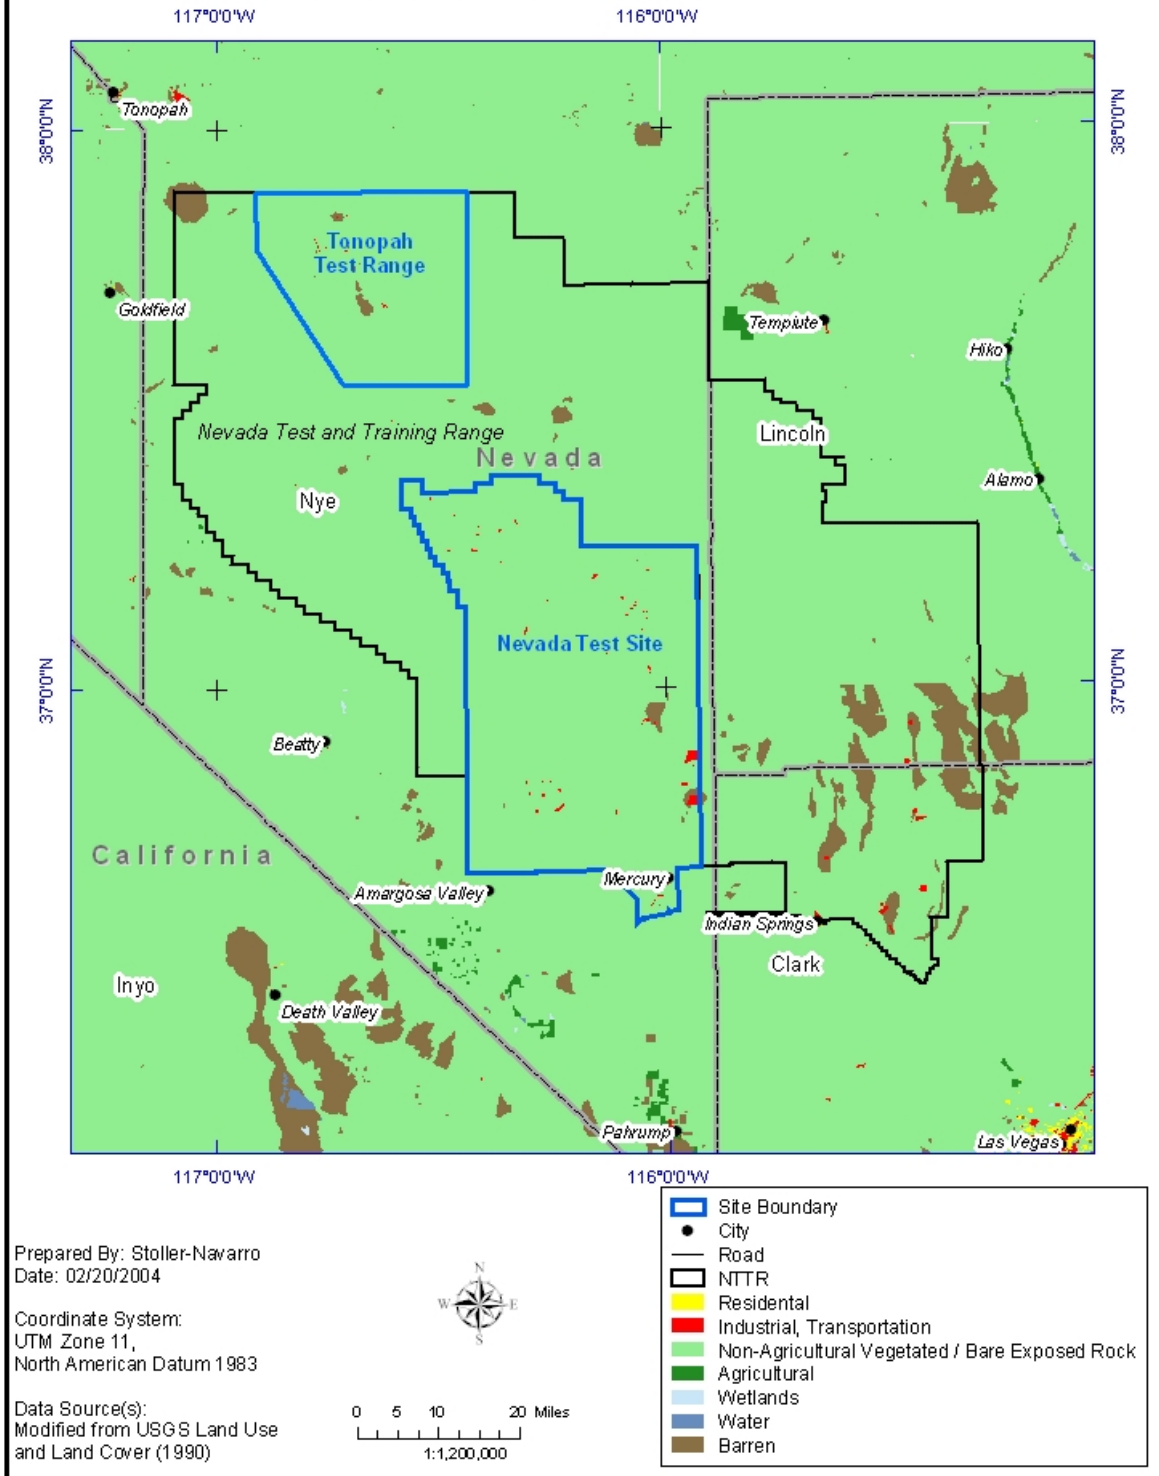 117°0'0"W
116°0'0"W
38°0'0"N
38°0'0"N
Tonopah
Tonopah
Test Range
Goldfield
Tempiute
Hiko
Nevada Test and Training Range
Lincoln
Nevada
Alamo
Nye
Nevada Test Site
37°0'0"N
37°0'0"N
Beatty
California
Mercury
Amargosa Valley
Indian Springs
Clark
Inyo
Death Valley
Pahrump
Las Vegas
117°0'0"W
116°0'0"W
Site Boundary
City
Road
NTTR
Residental
Industrial, Transportation
Non-Agricultural Vegetated / Bare Exposed Rock
Agricultural
Wetlands
Water
Barren
Prepared By: Stoller-Navarro
Date: 02/20/2004
Coordinate System:
UTM Zone 11,
North American Datum 1983
Data Source(s):
Modified from USGS Land Use
and Land Cover (1990)
N
W E
S
0 5 10 20 Miles
1:1,200,000